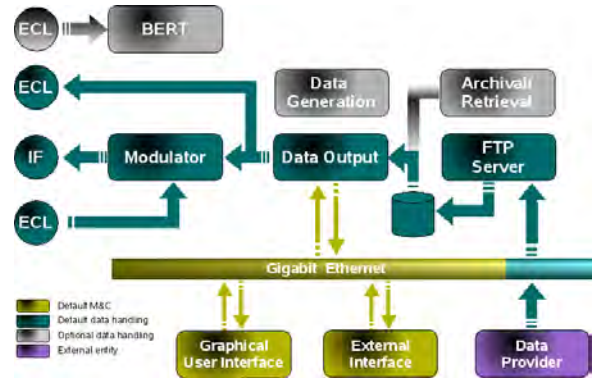 ECL
BERT
ECL
Data
Generation
Archival/
Retrieval
IF
Modulator
Data Output
FTP
Server
ECL
Gigabit Ethernet
Default M&C
Default data handling
Optional data handling
External entity
Graphical
User Interface
External
Interface
Data
Provider